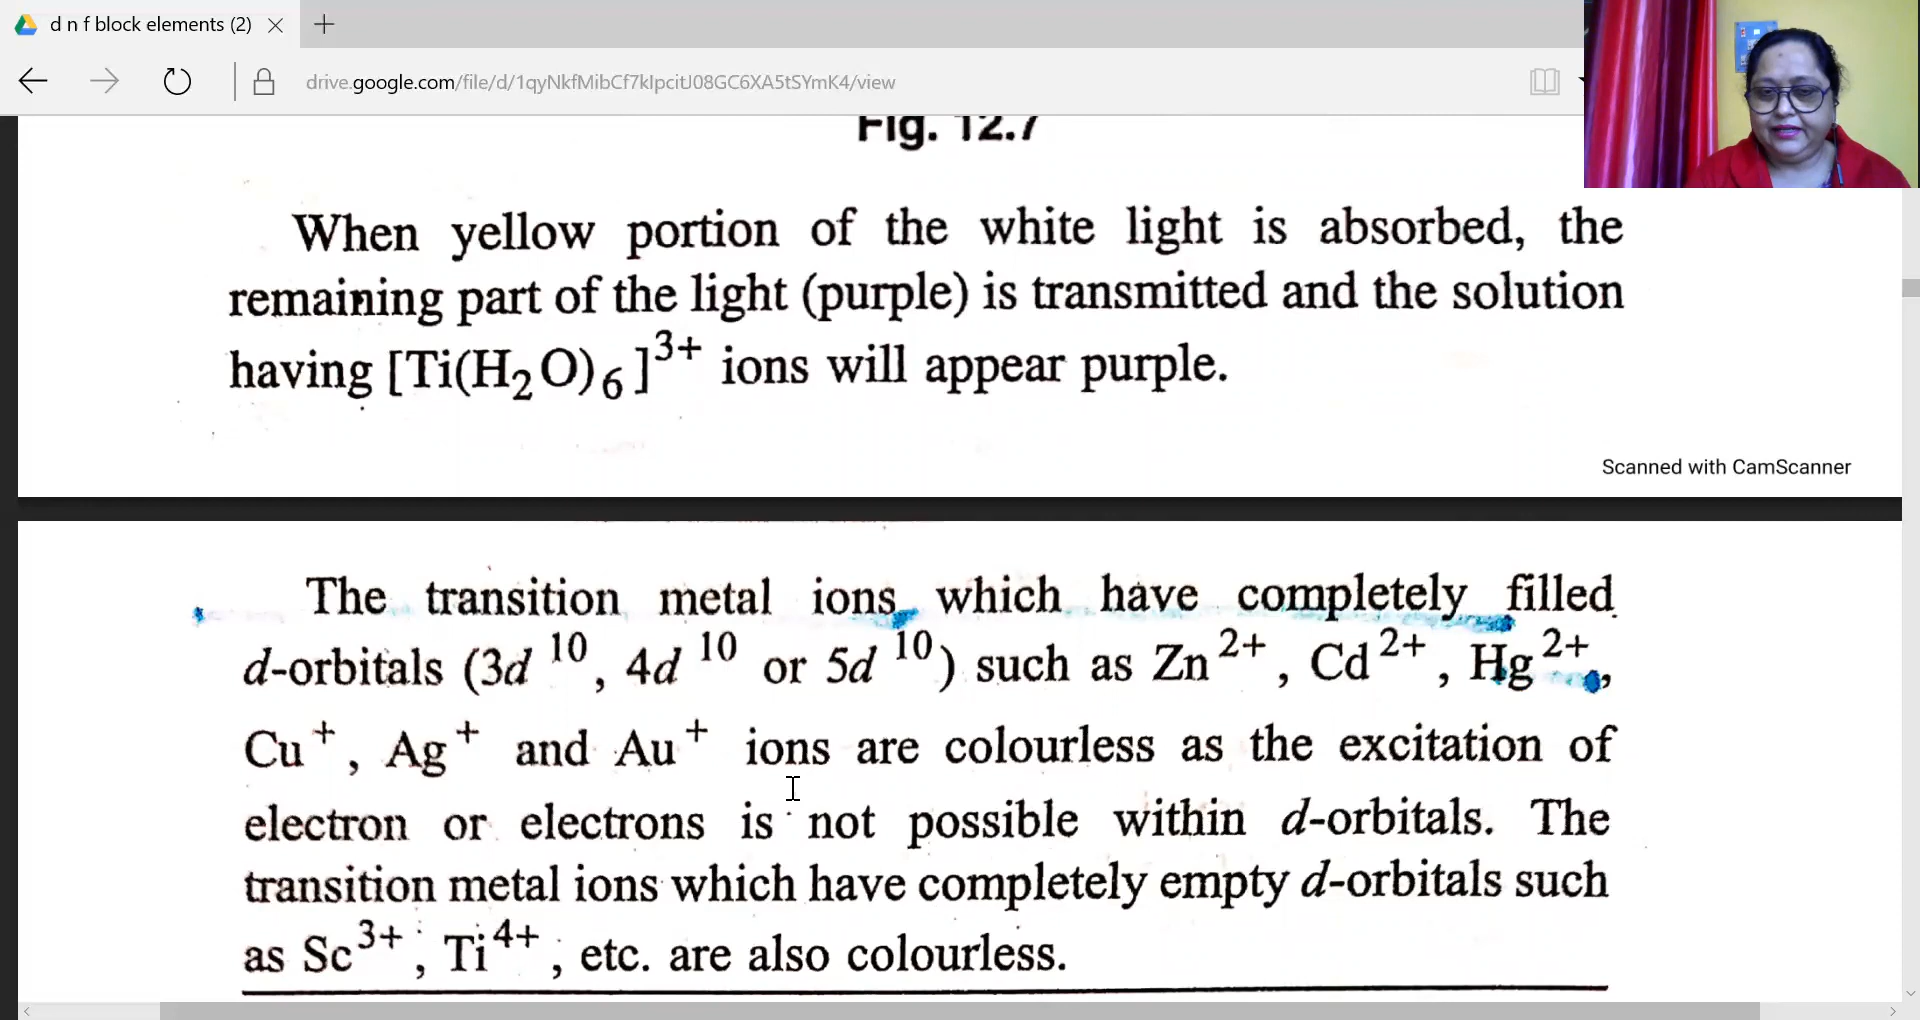 d n f block elements (2)
drive.google.com/file/d/1qyNkfMibCf7kIpcitJ08GC6XA5tSYmK4/view
Fig. 12.7
When yellow portion of the white light is absorbed, the
remaining part of the light (purple) is transmitted and the solution
having [Ti(H₂O)₆]³⁺ ions will appear purple.
Scanned with CamScanner
The transition metal ions which have completely filled
d-orbitals (3d ¹⁰, 4d ¹⁰ or 5d ¹⁰) such as Zn²⁺, Cd²⁺, Hg²⁺,
Cu⁺, Ag⁺ and Au⁺ ions are colourless as the excitation of
electron or electrons is not possible within d-orbitals. The
transition metal ions which have completely empty d-orbitals such
as Sc³⁺, Ti⁴⁺, etc. are also colourless.